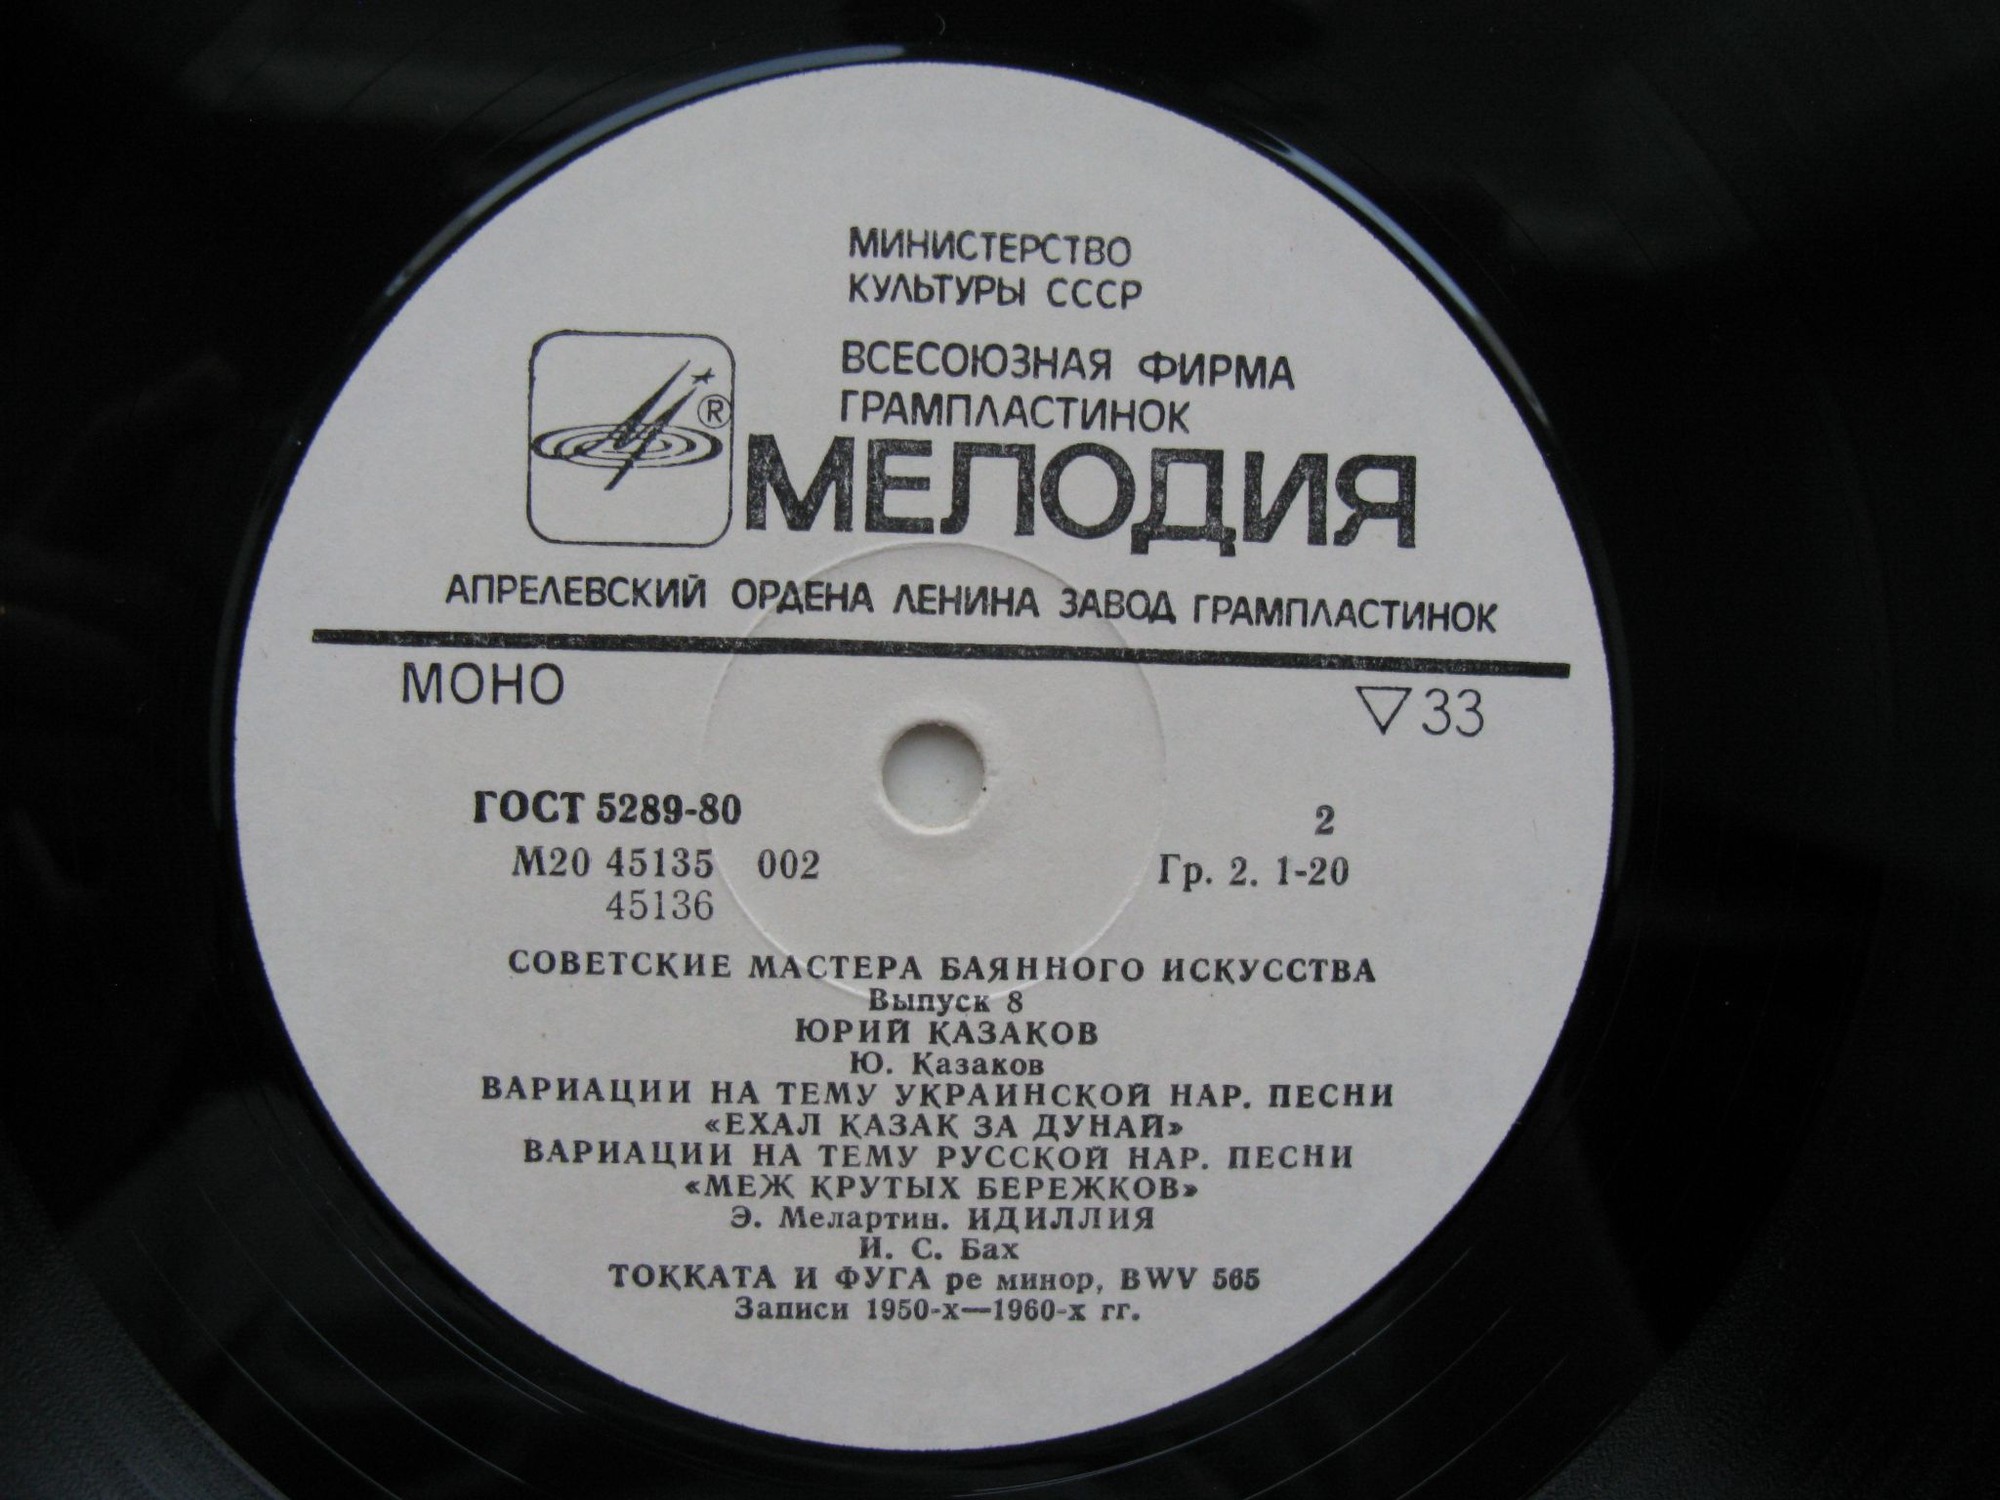 МИНИСТЕРСТВО
КУЛЬТУРЫ СССР
ВСЕСОЮЗНАЯ ФИРМА
ГРАМПЛАСТИНОК
®
МЕЛОДИЯ
АПРЕЛЕВСКИЙ ОРДЕНА ЛЕНИНА ЗАВОД ГРАМПЛАСТИНОК
МОНО ▽33
ГОСТ 5289-80 2
М20 45135 002 Гр. 2. 1-20
45136
СОВЕТСКИЕ МАСТЕРА БАЯННОГО ИСКУССТВА
Выпуск 8
ЮРИЙ КАЗАКОВ
Ю. Казаков
ВАРИАЦИИ НА ТЕМУ УКРАИНСКОЙ НАР. ПЕСНИ
«ЕХАЛ КАЗАК ЗА ДУНАЙ»
ВАРИАЦИИ НА ТЕМУ РУССКОЙ НАР. ПЕСНИ
«МЕЖ КРУТЫХ БЕРЕЖКОВ»
Э. Мелартин. ИДИЛЛИЯ
И. С. Бах
ТОККАТА И ФУГА ре минор, BWV 565
Записи 1950-х—1960-х гг.